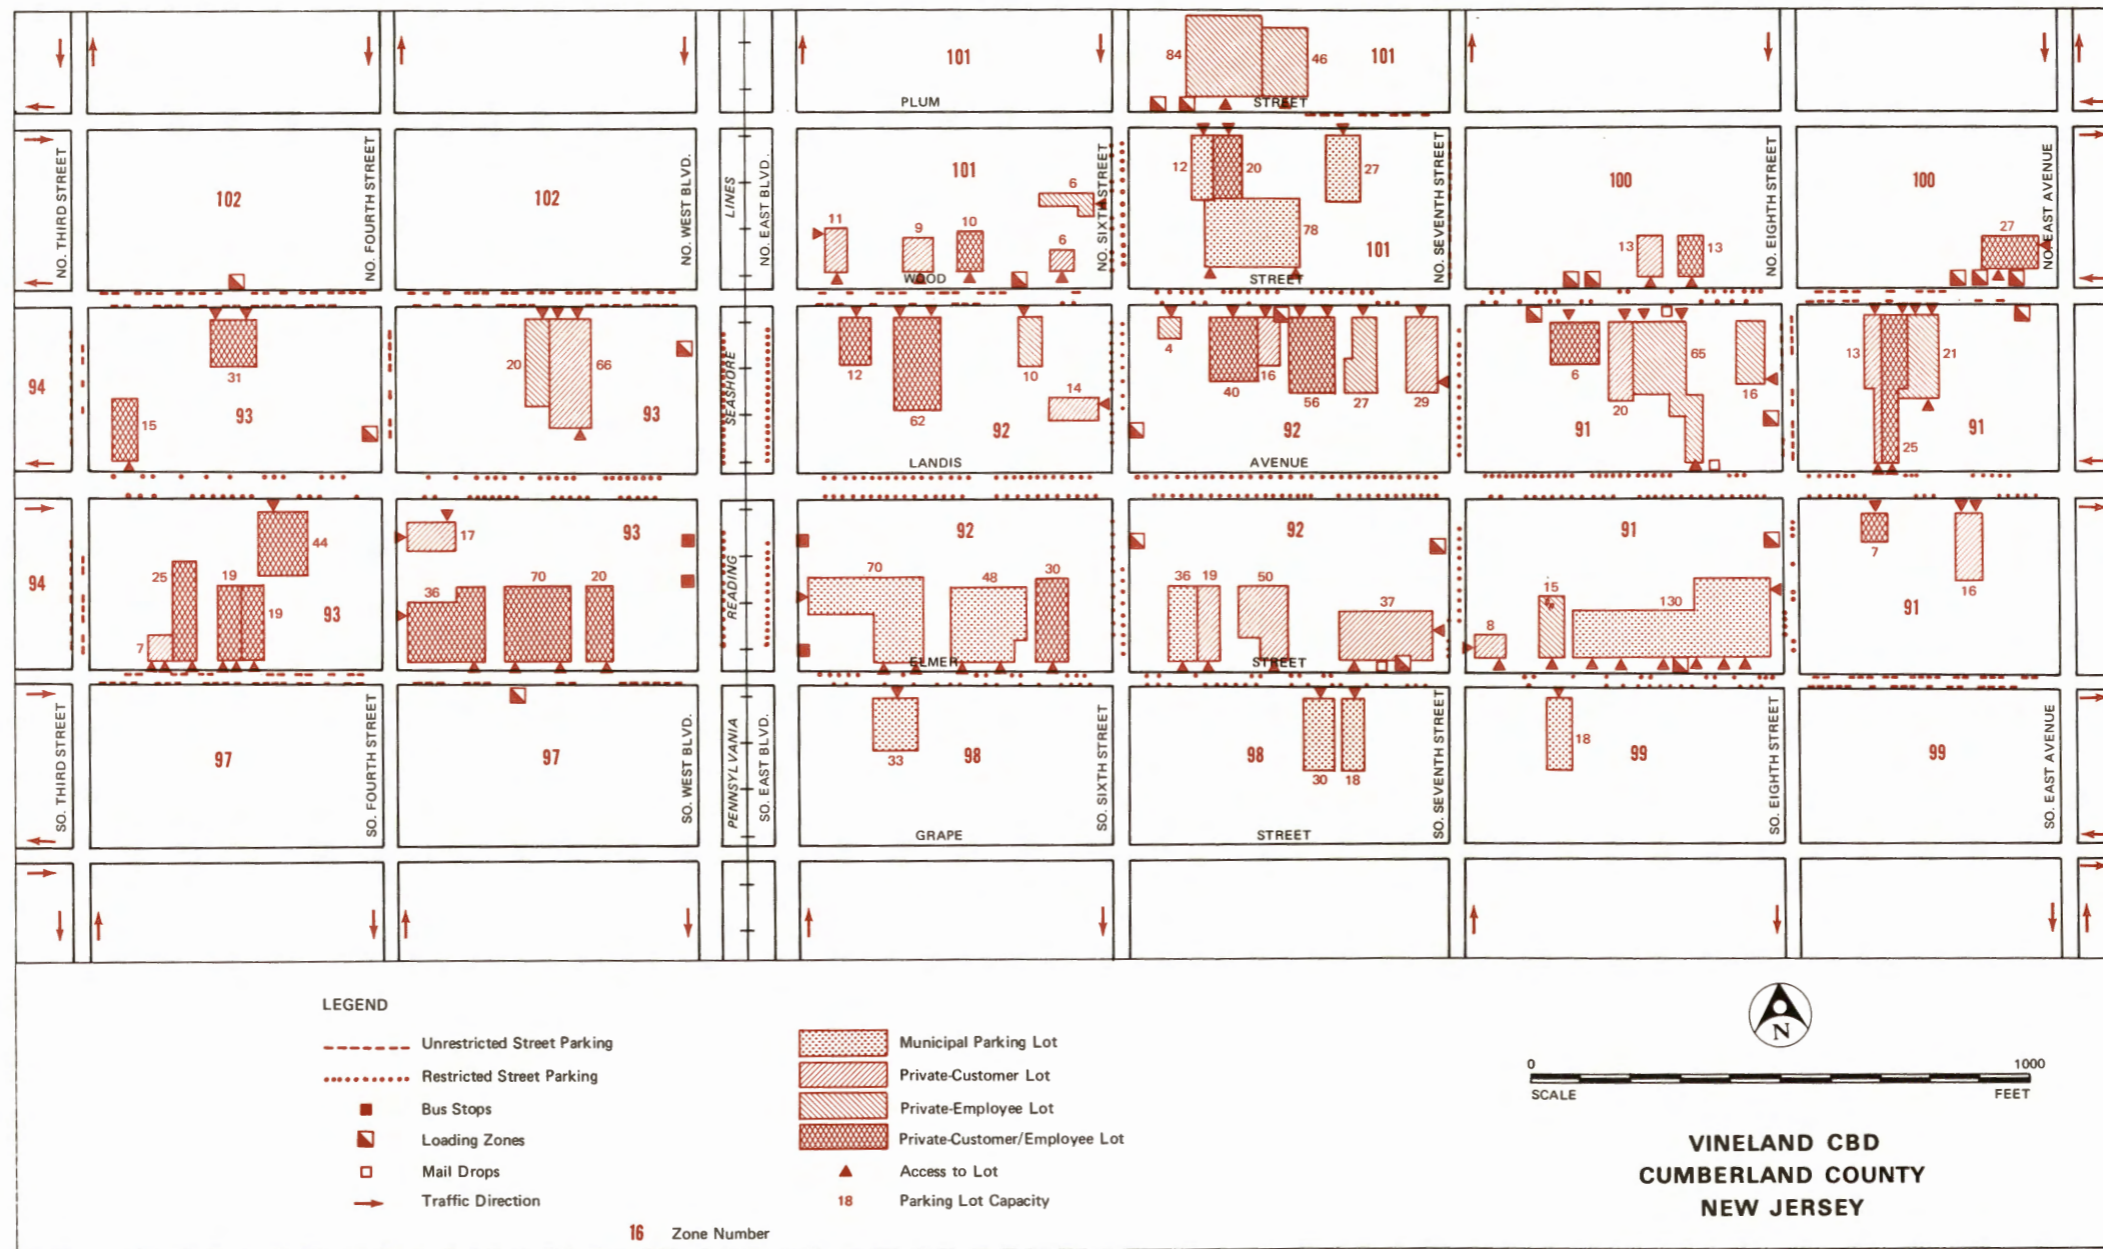 101
84
46
101
PLUM
STREET
NO. THIRD STREET
102
NO. FOURTH STREET
102
NO. WEST BLVD.
LINES
NO. EAST BLVD.
101
11
9
10
6
6
WOOD
NO. SIXTH STREET
12
20
27
78
101
STREET
NO. SEVENTH STREET
100
13
13
NO. EIGHTH STREET
100
27
NO. EAST AVENUE
94
31
15
93
20
66
93
SEASHORE
12
62
10
14
92
LANDIS
4
40
16
56
27
29
92
AVENUE
6
20
65
16
91
13
21
25
91
94
44
25
19
19
7
93
17
93
36
70
20
READING
92
70
48
30
ELMER
92
36
19
50
37
STREET
91
8
15
130
7
16
91
SO. THIRD STREET
97
SO. FOURTH STREET
97
SO. WEST BLVD.
PENNSYLVANIA
SO. EAST BLVD.
33
98
GRAPE
SO. SIXTH STREET
98
30
18
STREET
SO. SEVENTH STREET
18
99
SO. EIGHTH STREET
99
SO. EAST AVENUE
LEGEND
Unrestricted Street Parking
Restricted Street Parking
Bus Stops
Loading Zones
Mail Drops
Traffic Direction
16 Zone Number
Municipal Parking Lot
Private-Customer Lot
Private-Employee Lot
Private-Customer/Employee Lot
Access to Lot
18 Parking Lot Capacity
N
0 1000
SCALE FEET
VINELAND CBD
CUMBERLAND COUNTY
NEW JERSEY